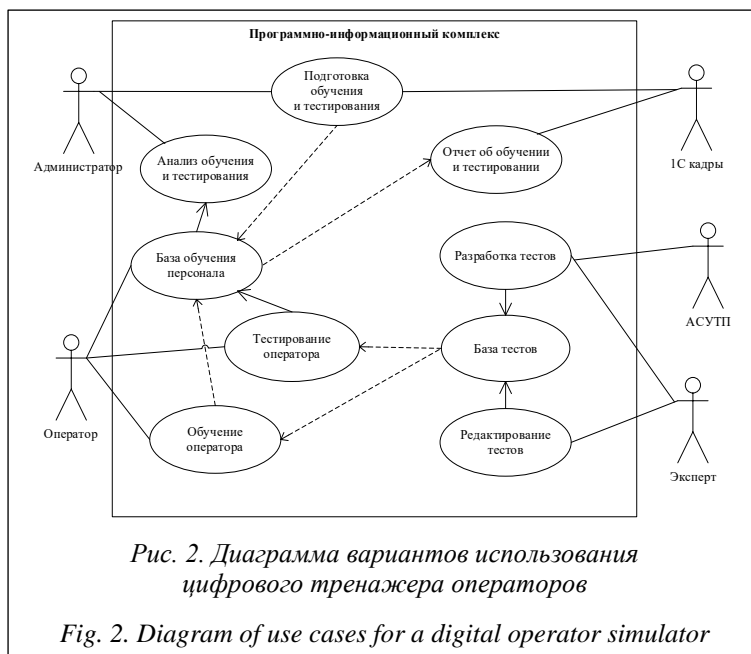 Программно-информационный комплекс
Подготовка
обучения
и тестирования
Администратор
Анализ обучения
и тестирования
Отчет об обучении
и тестировании
1С кадры
База обучения
персонала
Разработка тестов
АСУТП
Тестирование
оператора
База тестов
Оператор
Обучение
оператора
Редактирование
тестов
Эксперт
Рис. 2. Диаграмма вариантов использования
цифрового тренажера операторов
Fig. 2. Diagram of use cases for a digital operator simulator